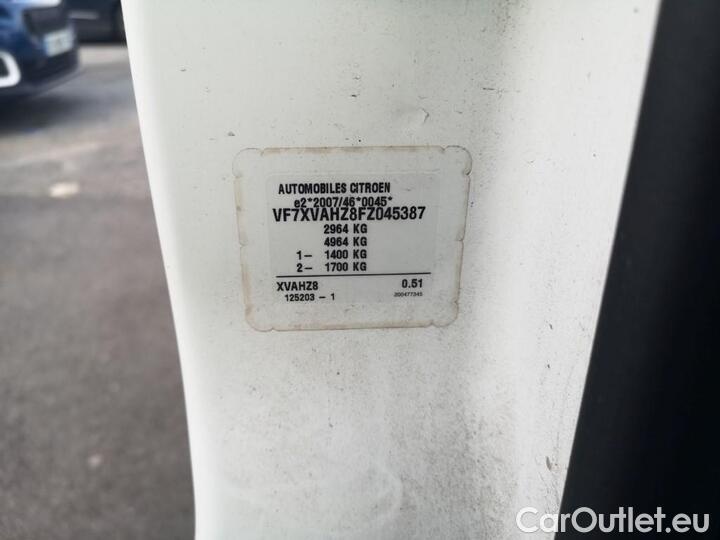 AUTOMOBILES CITROEN
e2*2007/46*0045*
VF7XVAHZ8FZ045387
2964 KG
4964 KG
1- 1400 KG
2- 1700 KG
XVAHZ8 0.51
125203 - 1 200477345
CarOutlet.eu